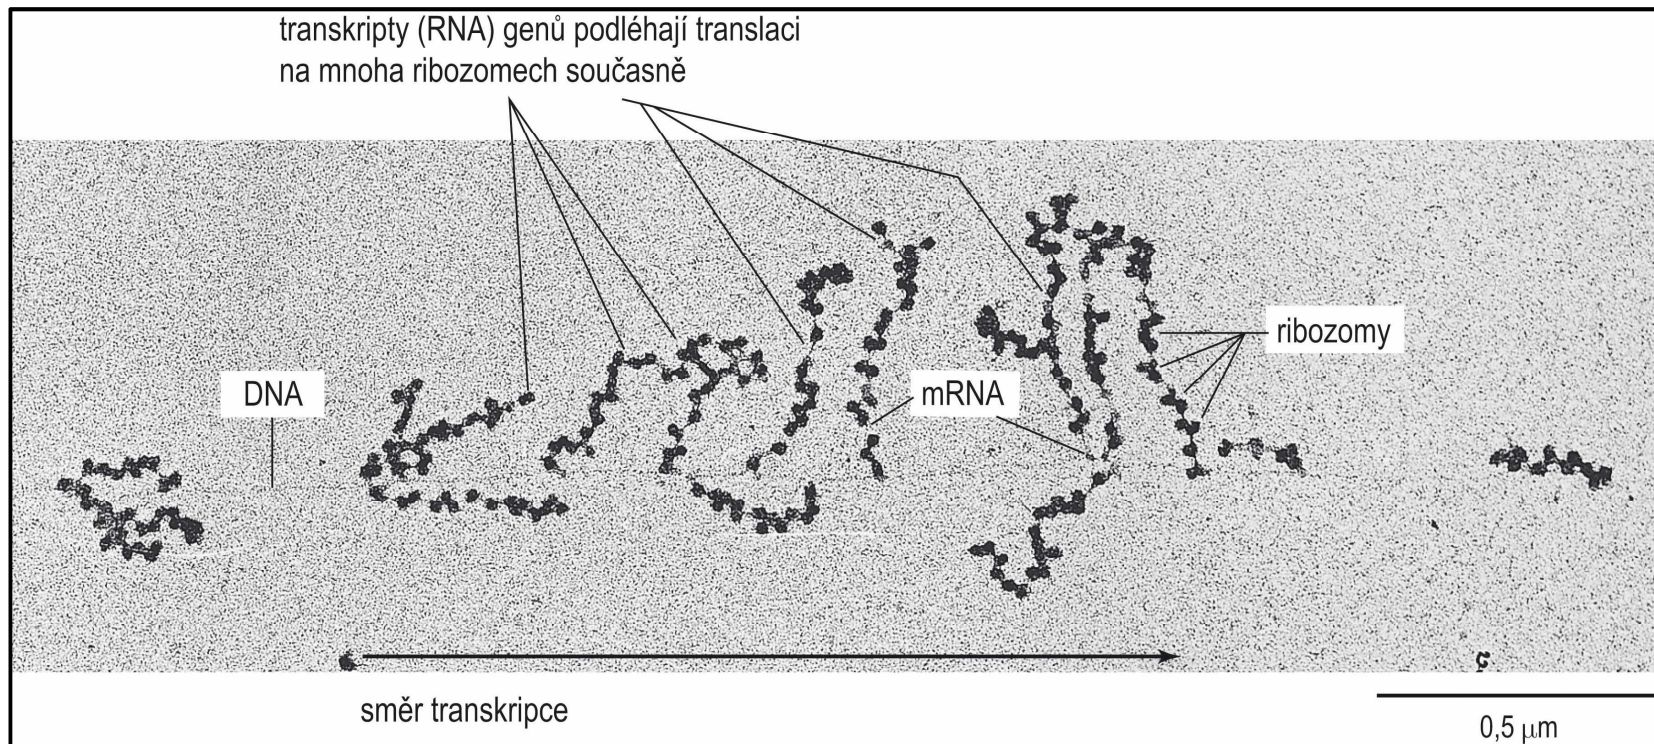 transkripty (RNA) genů podléhají translaci
na mnoha ribozomech současně
DNA
mRNA
ribozomy
směr transkripce
0,5 μm